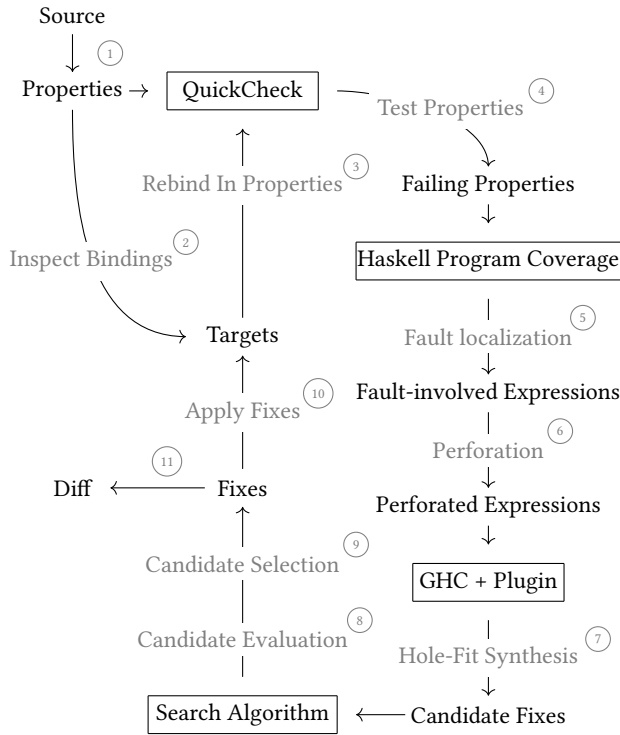 Source
1
Properties
QuickCheck
Test Properties
4
Rebind In Properties
3
Failing Properties
Inspect Bindings
2
Haskell Program Coverage
Targets
Fault localization
5
Fault-involved Expressions
Apply Fixes
10
Perforation
6
Diff
11
Fixes
Perforated Expressions
Candidate Selection
9
GHC + Plugin
Candidate Evaluation
8
Hole-Fit Synthesis
7
Search Algorithm
Candidate Fixes